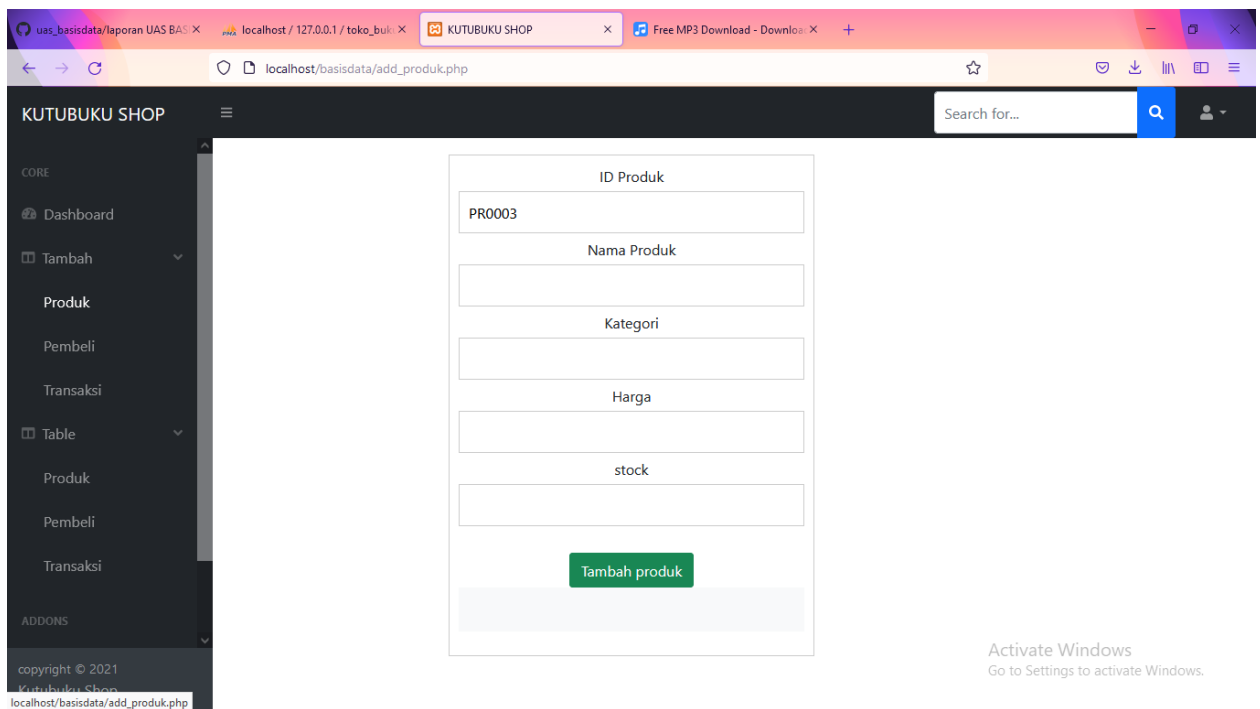 uas_basisdata/laporan UAS BAS
localhost / 127.0.0.1 / toko_buku
KUTUBUKU SHOP
Free MP3 Download - Download
localhost/basisdata/add_produk.php
KUTUBUKU SHOP
Search for...
CORE
Dashboard
Tambah
Produk
Pembeli
Transaksi
Table
Produk
Pembeli
Transaksi
ADDONS
copyright © 2021
Kutubuku Shop
localhost/basisdata/add_produk.php
ID Produk
PR0003
Nama Produk
Kategori
Harga
stock
Tambah produk
Activate Windows
Go to Settings to activate Windows.